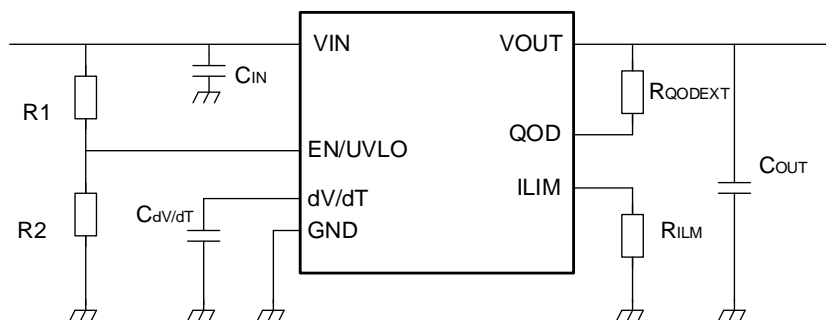 VIN
VOUT
CIN
R1
RQODEXT
QOD
EN/UVLO
COUT
ILIM
dV/dT
CdV/dT
R2
GND
RILM